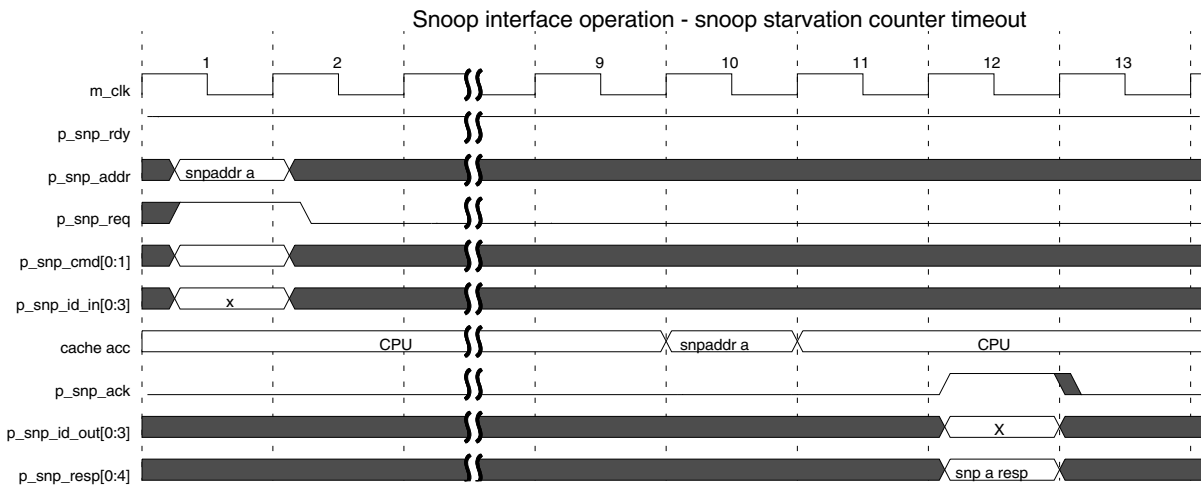 Snoop interface operation - snoop starvation counter timeout
1 2 9 10 11 12 13
m_clk
p_snp_rdy
p_snp_addr snpaddr a
p_snp_req
p_snp_cmd[0:1]
p_snp_id_in[0:3] x
cache acc CPU snpaddr a CPU
p_snp_ack
p_snp_id_out[0:3] X
p_snp_resp[0:4] snp a resp